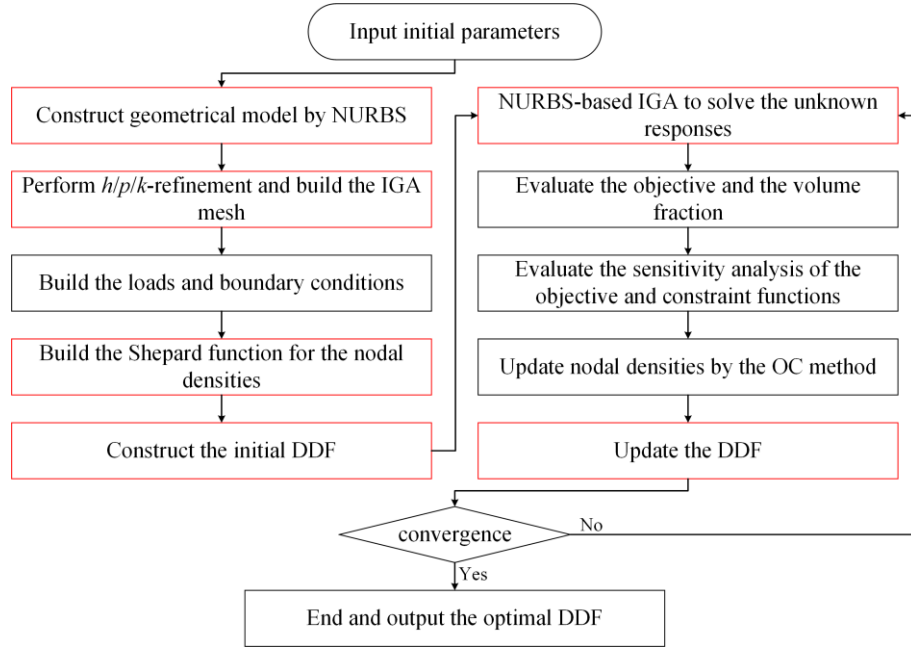 Input initial parameters
Construct geometrical model by NURBS
Perform h/p/k-refinement and build the IGA
mesh
Build the loads and boundary conditions
Build the Shepard function for the nodal
densities
Construct the initial DDF
NURBS-based IGA to solve the unknown
responses
Evaluate the objective and the volume
fraction
Evaluate the sensitivity analysis of the
objective and constraint functions
Update nodal densities by the OC method
Update the DDF
convergence
No
Yes
End and output the optimal DDF